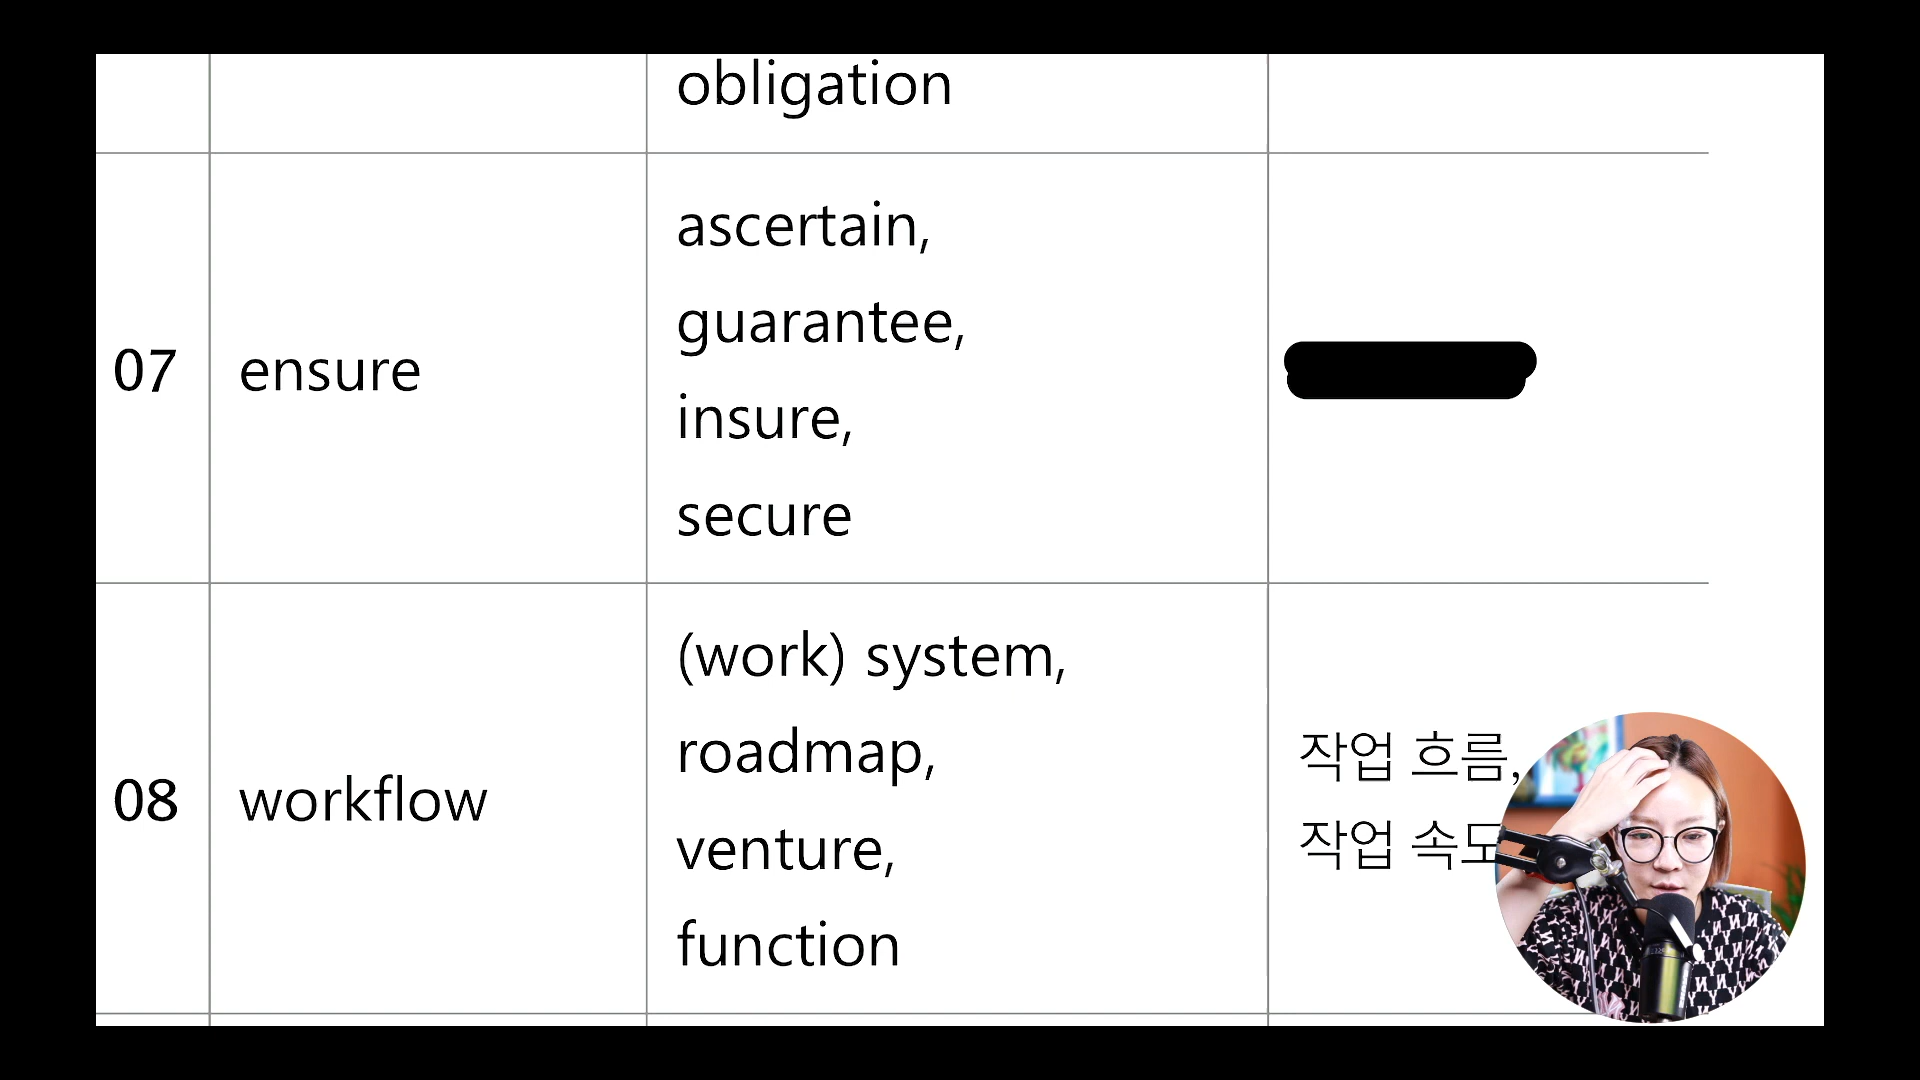 obligation
07
ensure
ascertain,
guarantee,
insure,
secure
08
workflow
(work) system,
roadmap,
venture,
function
작업 흐름,
작업 속도